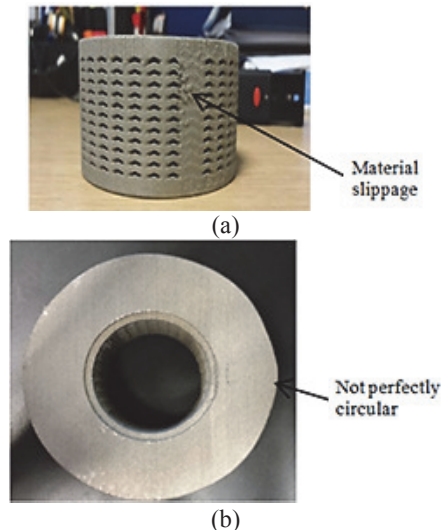 Material
slippage
(a)
Not perfectly
circular
(b)